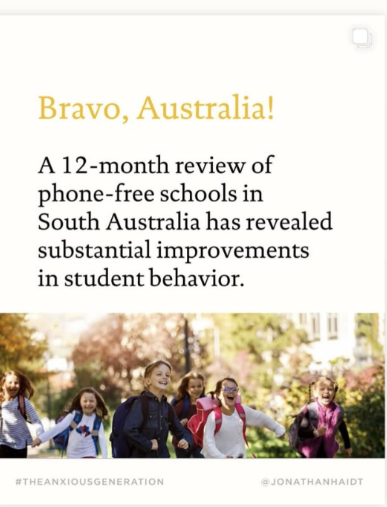 Bravo, Australia!
A 12-month review of
phone-free schools in
South Australia has revealed
substantial improvements
in student behavior.
#THEANXIOUSGENERATION
@JONATHANHAIDT